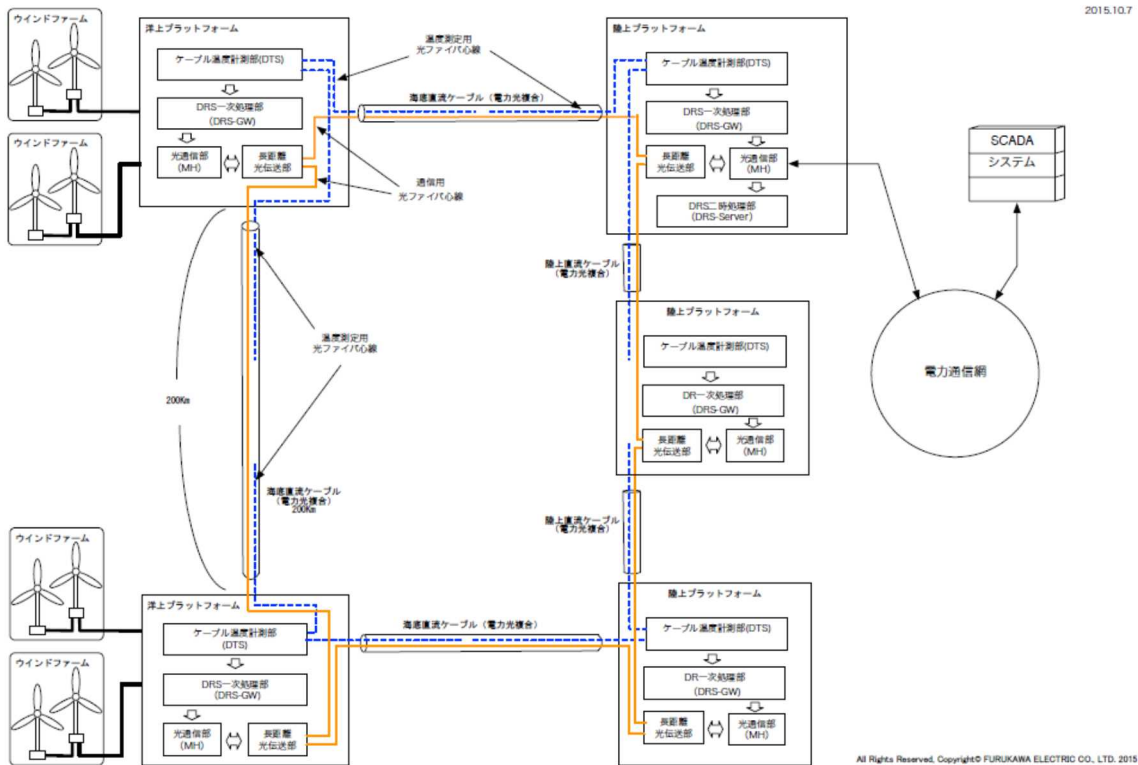 2015.10.7
ウインドファーム
ウインドファーム
洋上プラットフォーム
ケーブル温度計測部(DTS)
DRS一次処理部
(DRS-GW)
光通信部
(MH)
長距離
光伝送部
温度測定用
光ファイバ心線
海底直流ケーブル(電力光複合)
通信用
光ファイバ心線
陸上プラットフォーム
ケーブル温度計測部(DTS)
DRS一次処理部
(DRS-GW)
長距離
光伝送部
光通信部
(MH)
DRS二時処理部
(DRS-Server)
SCADA
システム
電力通信網
陸上直流ケーブル
(電力光複合)
温度測定用
光ファイバ心線
200Km
海底直流ケーブル
(電力光複合)
200Km
陸上プラットフォーム
ケーブル温度計測部(DTS)
DR一次処理部
(DRS-GW)
長距離
光伝送部
光通信部
(MH)
陸上直流ケーブル
(電力光複合)
ウインドファーム
ウインドファーム
洋上プラットフォーム
ケーブル温度計測部
(DTS)
DRS一次処理部
(DRS-GW)
光通信部
(MH)
長距離
光伝送部
海底直流ケーブル(電力光複合)
陸上プラットフォーム
ケーブル温度計測部(DTS)
DR一次処理部
(DRS-GW)
長距離
光伝送部
光通信部
(MH)
All Rights Reserved, Copyright© FURUKAWA ELECTRIC CO., LTD. 2015